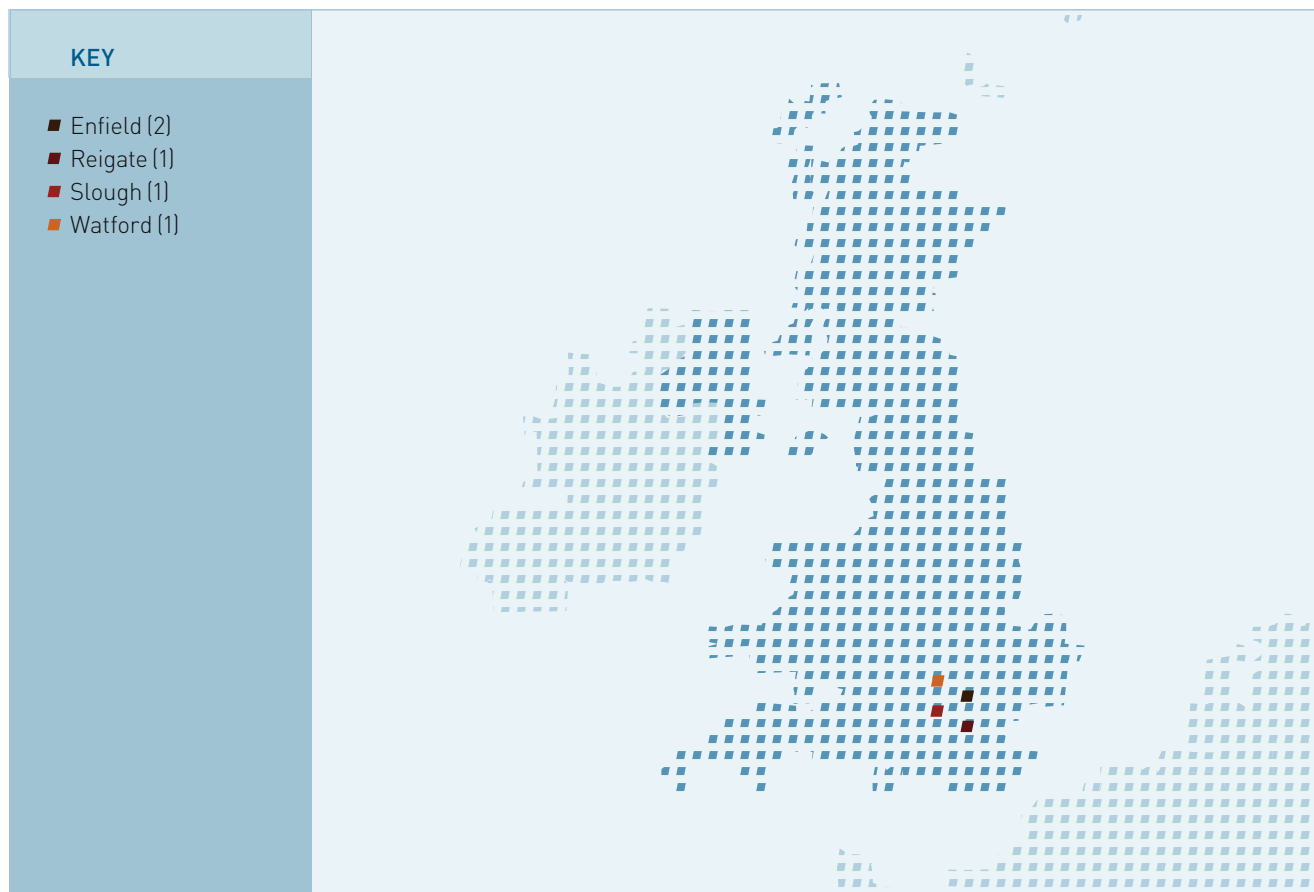 KEY
Enfield (2)
Reigate (1)
Slough (1)
Watford (1)